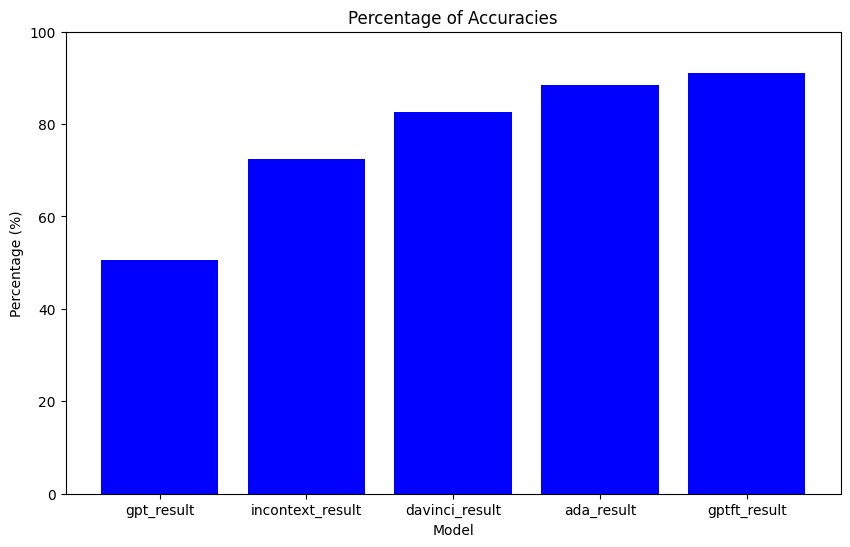 Percentage of Accuracies
100
80
60
40
20
0
Percentage (%)
gpt_result incontext_result davinci_result ada_result gptft_result
Model